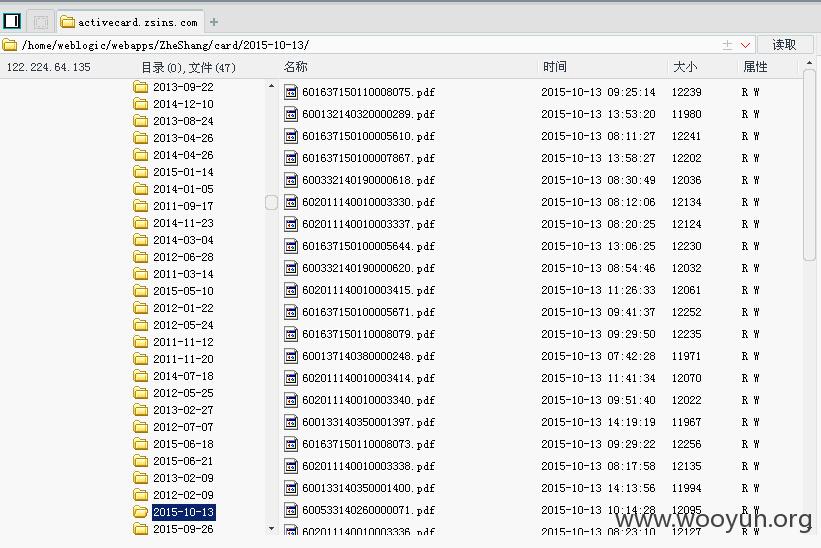 activecard.zsins.com
/home/weblogic/webapps/ZheShang/card/2015-10-13/ 读取
122.224.64.135 目录(0),文件(47) 名称 时间 大小 属性
2013-09-22
2014-12-10
2013-08-24
2013-04-26
2014-04-26
2015-01-14
2014-01-05
2011-09-17
2014-11-23
2014-03-04
2012-06-28
2011-03-14
2015-05-10
2012-01-22
2012-05-24
2011-11-12
2011-11-20
2014-07-18
2012-05-25
2013-02-27
2012-07-07
2015-06-18
2015-06-21
2013-02-09
2012-02-09
2015-10-13
2015-09-26
601637150110008075.pdf 2015-10-13 09:25:14 12239 R W
600132140320000289.pdf 2015-10-13 13:53:20 11980 R W
601637150100005610.pdf 2015-10-13 08:11:27 12241 R W
601637150100007867.pdf 2015-10-13 13:58:27 12202 R W
600332140190000618.pdf 2015-10-13 08:30:49 12036 R W
602011140010003330.pdf 2015-10-13 08:12:06 12134 R W
602011140010003337.pdf 2015-10-13 08:20:25 12124 R W
601637150100005644.pdf 2015-10-13 13:06:25 12230 R W
600332140190000620.pdf 2015-10-13 08:54:46 12032 R W
602011140010003415.pdf 2015-10-13 11:26:33 12061 R W
601637150100005671.pdf 2015-10-13 09:41:37 12252 R W
601637150110008079.pdf 2015-10-13 09:29:50 12235 R W
600137140380000248.pdf 2015-10-13 07:42:28 11971 R W
602011140010003414.pdf 2015-10-13 11:41:34 12070 R W
602011140010003340.pdf 2015-10-13 09:51:40 12022 R W
600133140350001397.pdf 2015-10-13 14:19:19 11967 R W
601637150110008073.pdf 2015-10-13 09:29:22 12256 R W
602011140010003338.pdf 2015-10-13 08:17:58 12135 R W
600133140350001400.pdf 2015-10-13 14:13:56 11994 R W
600533140260000071.pdf 2015-10-13 10:14:28 12095 R W
602011140010003336.pdf 2015-10-13 08:23:10 12127 R W
www.wooyun.org